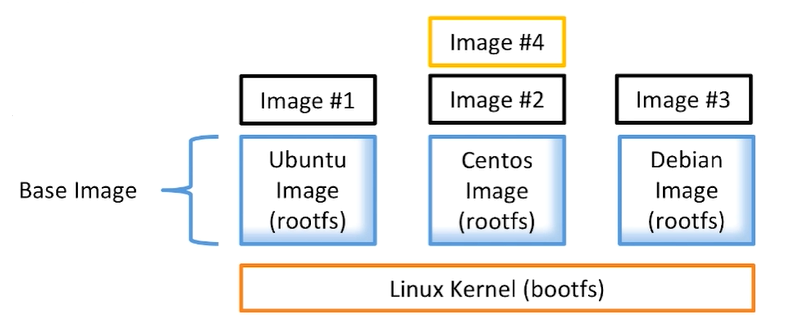 Image #4
Image #1
Image #2
Image #3
Base Image
Ubuntu
Image
(rootfs)
Centos
Image
(rootfs)
Debian
Image
(rootfs)
Linux Kernel (bootfs)